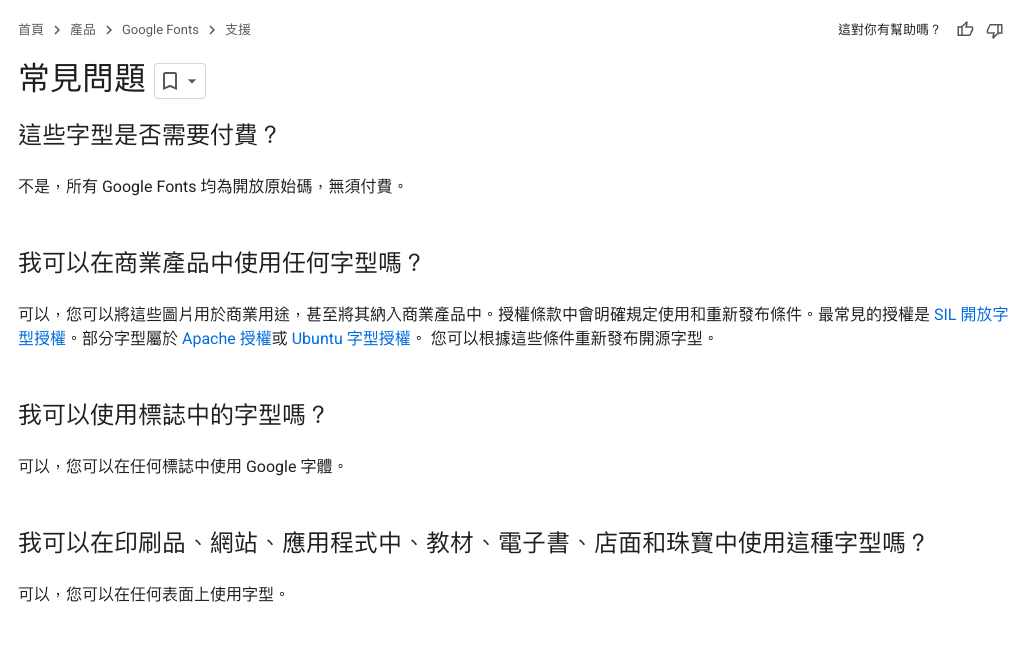 首頁 > 產品 > Google Fonts > 支援
這對你有幫助嗎？
常見問題
這些字型是否需要付費？
不是，所有 Google Fonts 均為開放原始碼，無須付費。
我可以在商業產品中使用任何字型嗎？
可以，您可以將這些圖片用於商業用途，甚至將其納入商業產品中。授權條款中會明確規定使用和重新發布條件。最常見的授權是 SIL 開放字
型授權。部分字型屬於 Apache 授權或 Ubuntu 字型授權。 您可以根據這些條件重新發布開源字型。
我可以使用標誌中的字型嗎？
可以，您可以在任何標誌中使用 Google 字體。
我可以在印刷品、網站、應用程式中、教材、電子書、店面和珠寶中使用這種字型嗎？
可以，您可以在任何表面上使用字型。